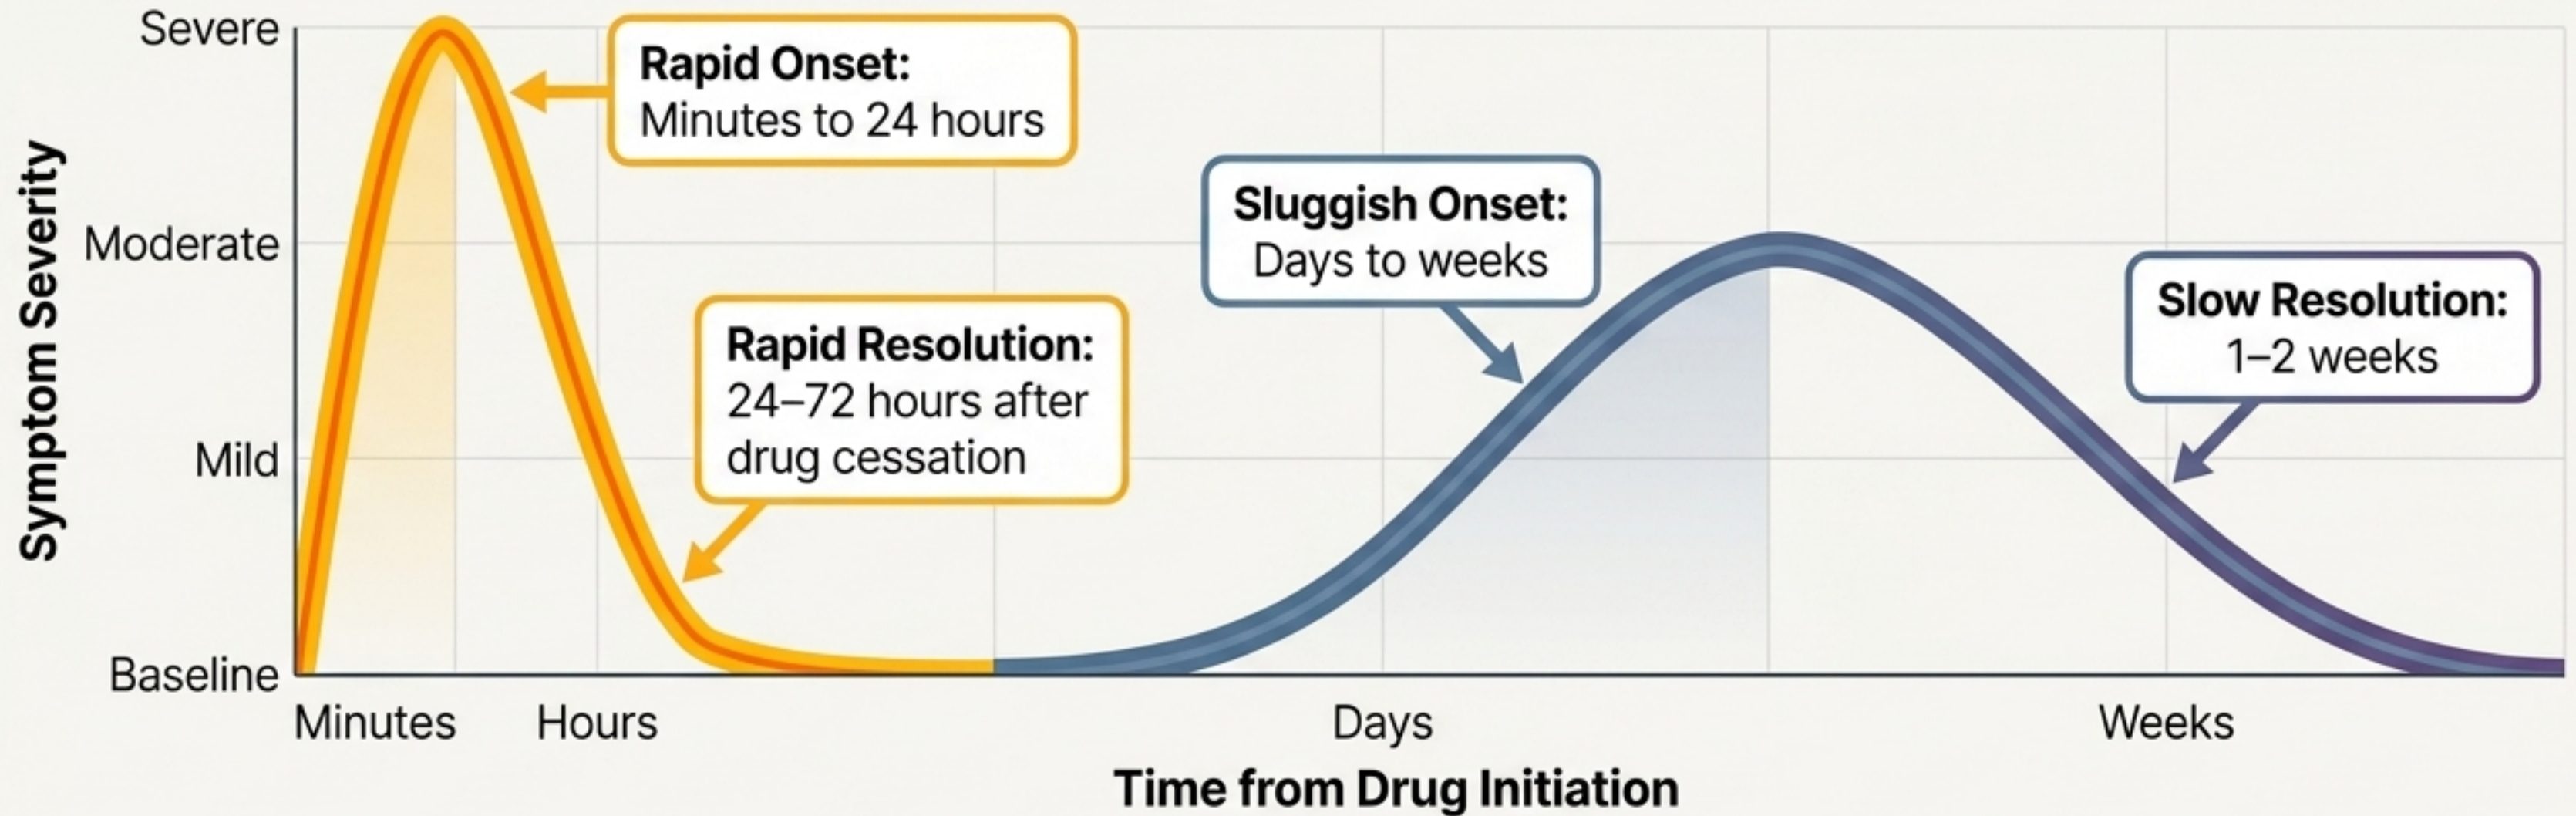 Symptom Severity
Severe
Moderate
Mild
Baseline
Rapid Onset:
Minutes to 24 hours
Rapid Resolution:
24–72 hours after
drug cessation
Sluggish Onset:
Days to weeks
Slow Resolution:
1–2 weeks
Minutes
Hours
Days
Weeks
Time from Drug Initiation